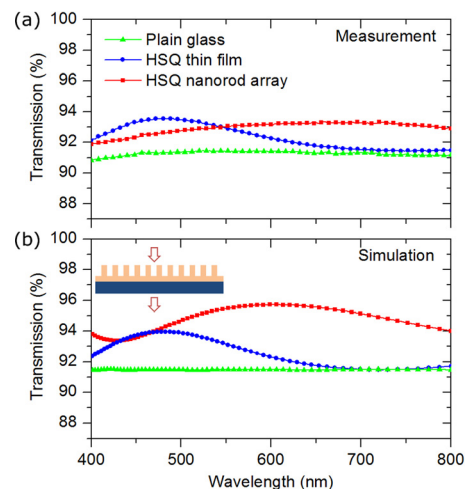 (a)
Plain glass
HSQ thin film
HSQ nanorod array
Measurement
Transmission (%)
100
98
96
94
92
90
88
(b)
Simulation
Transmission (%)
100
98
96
94
92
90
88
400 500 600 700 800
Wavelength (nm)